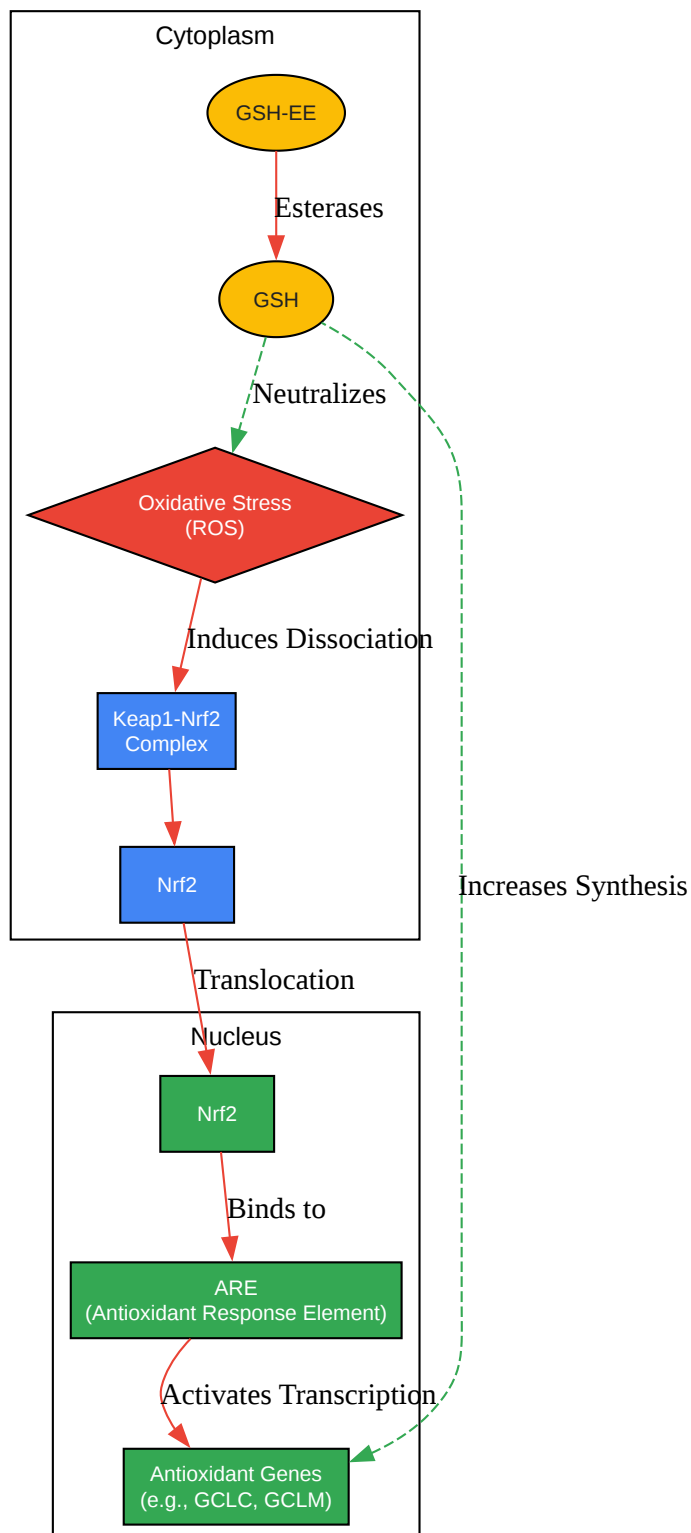 Cytoplasm
GSH-EE
Esterases
GSH
Neutralizes
Oxidative Stress
(ROS)
Induces Dissociation
Keap1-Nrf2
Complex
Nrf2
Increases Synthesis
Translocation
Nucleus
Nrf2
Binds to
ARE
(Antioxidant Response Element)
Activates Transcription
Antioxidant Genes
(e.g., GCLC, GCLM)